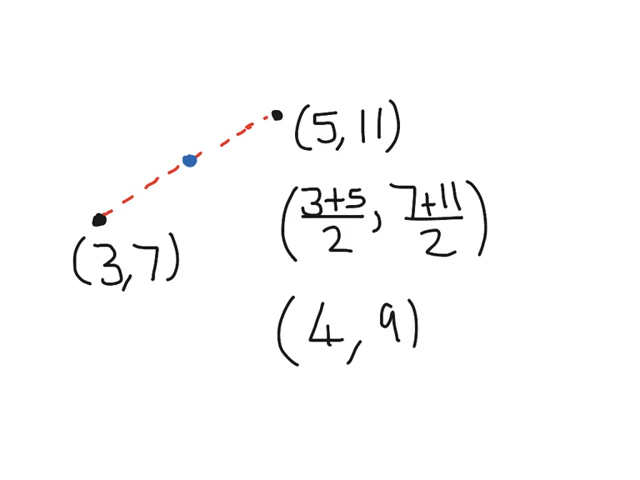 (5,11)
(3,7)
(3+5/2, 7+11/2)
(4,9)